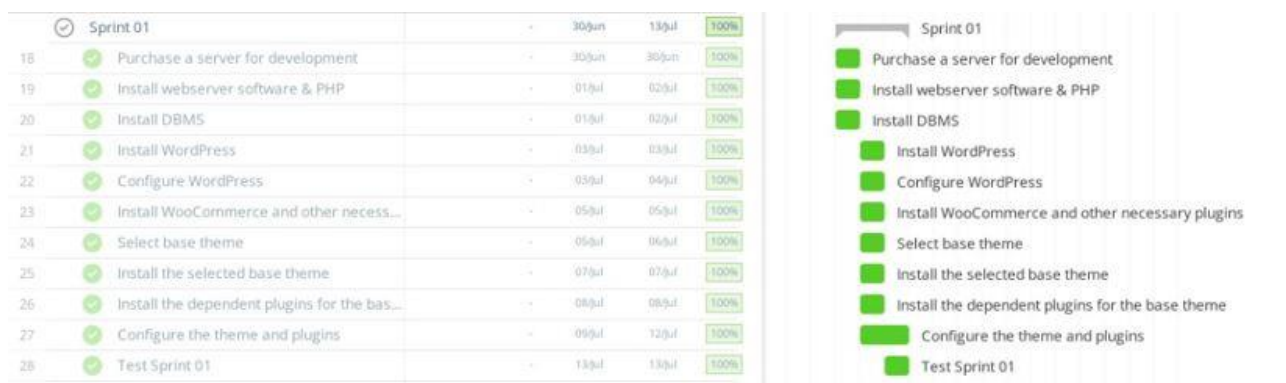 Sprint 01 - 30/Jun 13/Jul 100%
18 Purchase a server for development - 30/Jun 30/Jun 100%
19 Install webserver software & PHP - 01/Jul 02/Jul 100%
20 Install DBMS - 01/Jul 02/Jul 100%
21 Install WordPress - 03/Jul 03/Jul 100%
22 Configure WordPress - 03/Jul 04/Jul 100%
23 Install WooCommerce and other necess... - 05/Jul 05/Jul 100%
24 Select base theme - 05/Jul 06/Jul 100%
25 Install the selected base theme - 07/Jul 07/Jul 100%
26 Install the dependent plugins for the bas... - 08/Jul 08/Jul 100%
27 Configure the theme and plugins - 09/Jul 12/Jul 100%
28 Test Sprint 01 - 13/Jul 13/Jul 100%
Sprint 01
Purchase a server for development
Install webserver software & PHP
Install DBMS
Install WordPress
Configure WordPress
Install WooCommerce and other necessary plugins
Select base theme
Install the selected base theme
Install the dependent plugins for the base theme
Configure the theme and plugins
Test Sprint 01